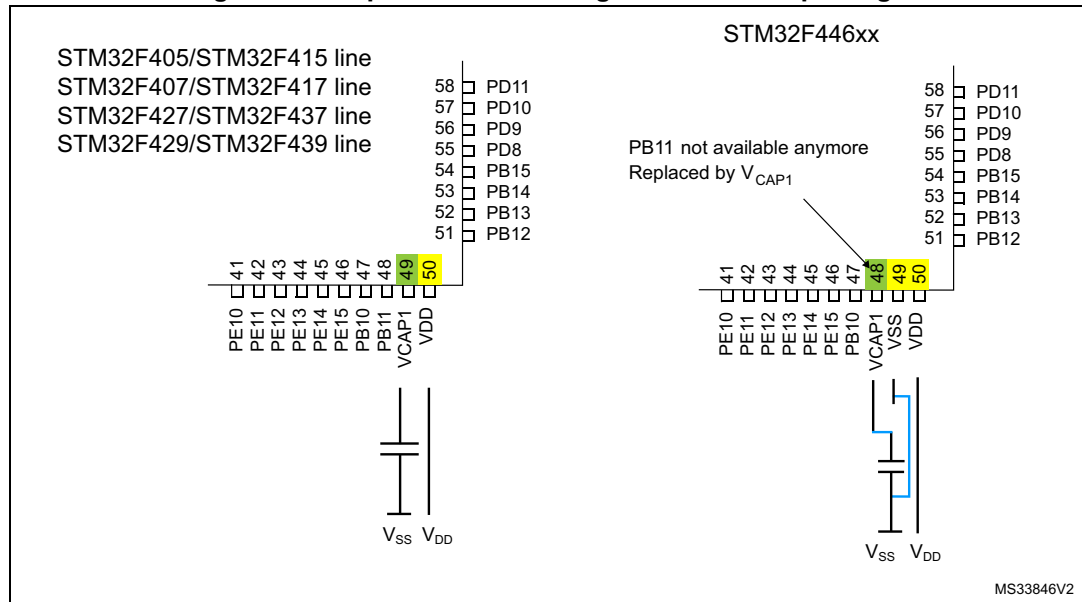 STM32F405/STM32F415 line
STM32F407/STM32F417 line
STM32F427/STM32F437 line
STM32F429/STM32F439 line
58 PD11
57 PD10
56 PD9
55 PD8
54 PB15
53 PB14
52 PB13
51 PB12
41 42 43 44 45 46 47 48 49 50
PE10 PE11 PE12 PE13 PE14 PE15 PB10 PB11 VCAP1 VDD
VSS VDD
STM32F446xx
PB11 not available anymore
Replaced by VCAP1
58 PD11
57 PD10
56 PD9
55 PD8
54 PB15
53 PB14
52 PB13
51 PB12
41 42 43 44 45 46 47 48 49 50
PE10 PE11 PE12 PE13 PE14 PE15 PB10 VCAP1 VSS VDD
VSS VDD
MS33846V2